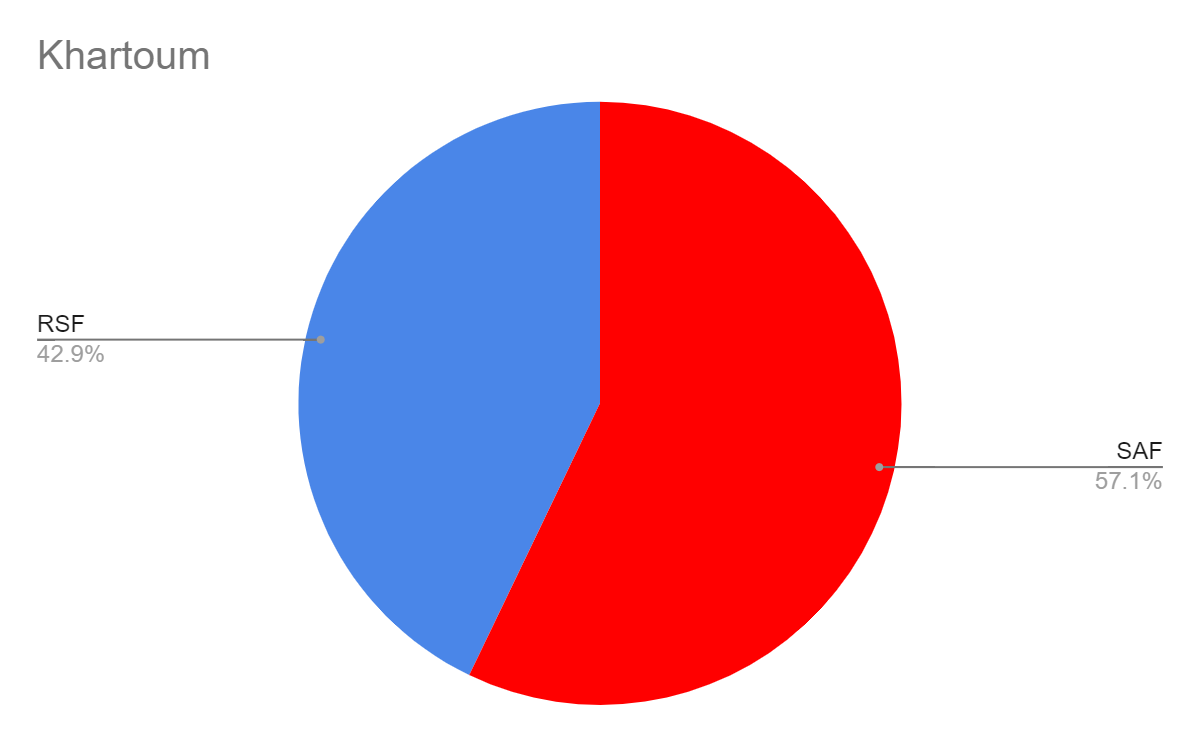 Khartoum
RSF
42.9%
SAF
57.1%